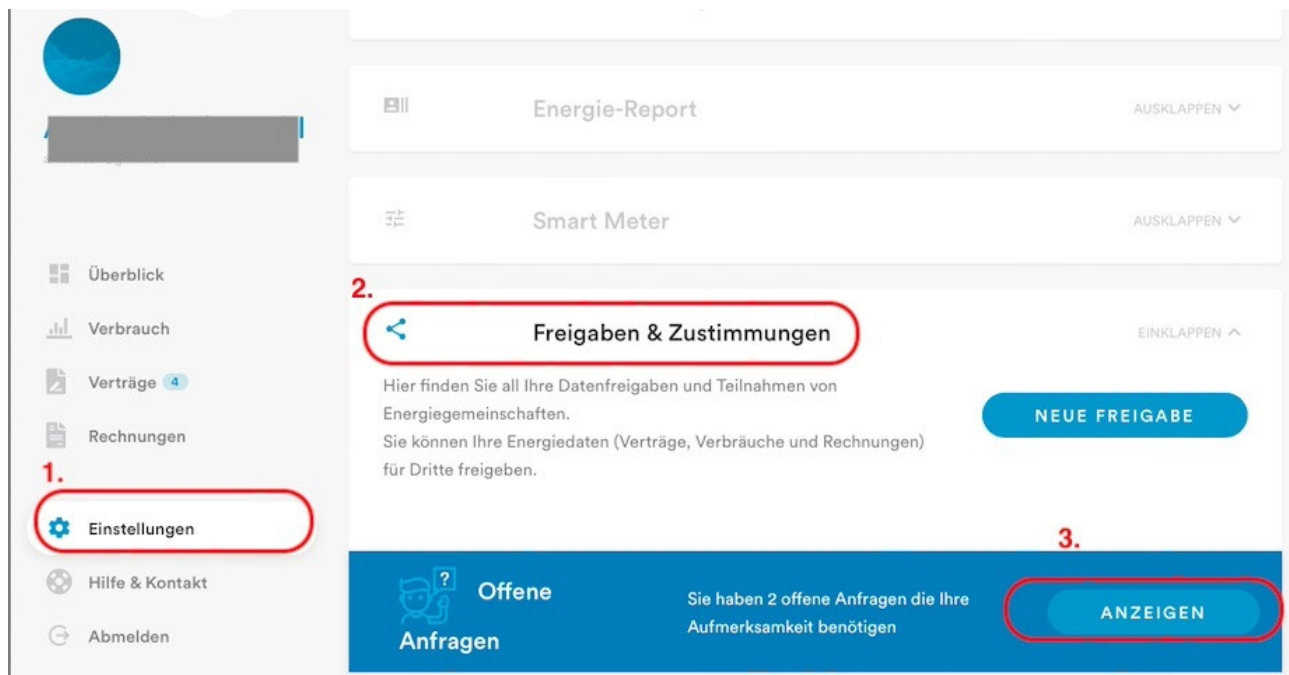 Energie-Report
AUSKLAPPEN
Smart Meter
AUSKLAPPEN
Überblick
Verbrauch
Verträge 4
Rechnungen
1.
Einstellungen
Hilfe & Kontakt
Abmelden
2.
Freigaben & Zustimmungen
EINKLAPPEN
Hier finden Sie all Ihre Datenfreigaben und Teilnahmen von
Energiegemeinschaften.
Sie können Ihre Energiedaten (Verträge, Verbräuche und Rechnungen)
für Dritte freigeben.
NEUE FREIGABE
3.
?
Offene
Anfragen
Sie haben 2 offene Anfragen die Ihre
Aufmerksamkeit benötigen
ANZEIGEN